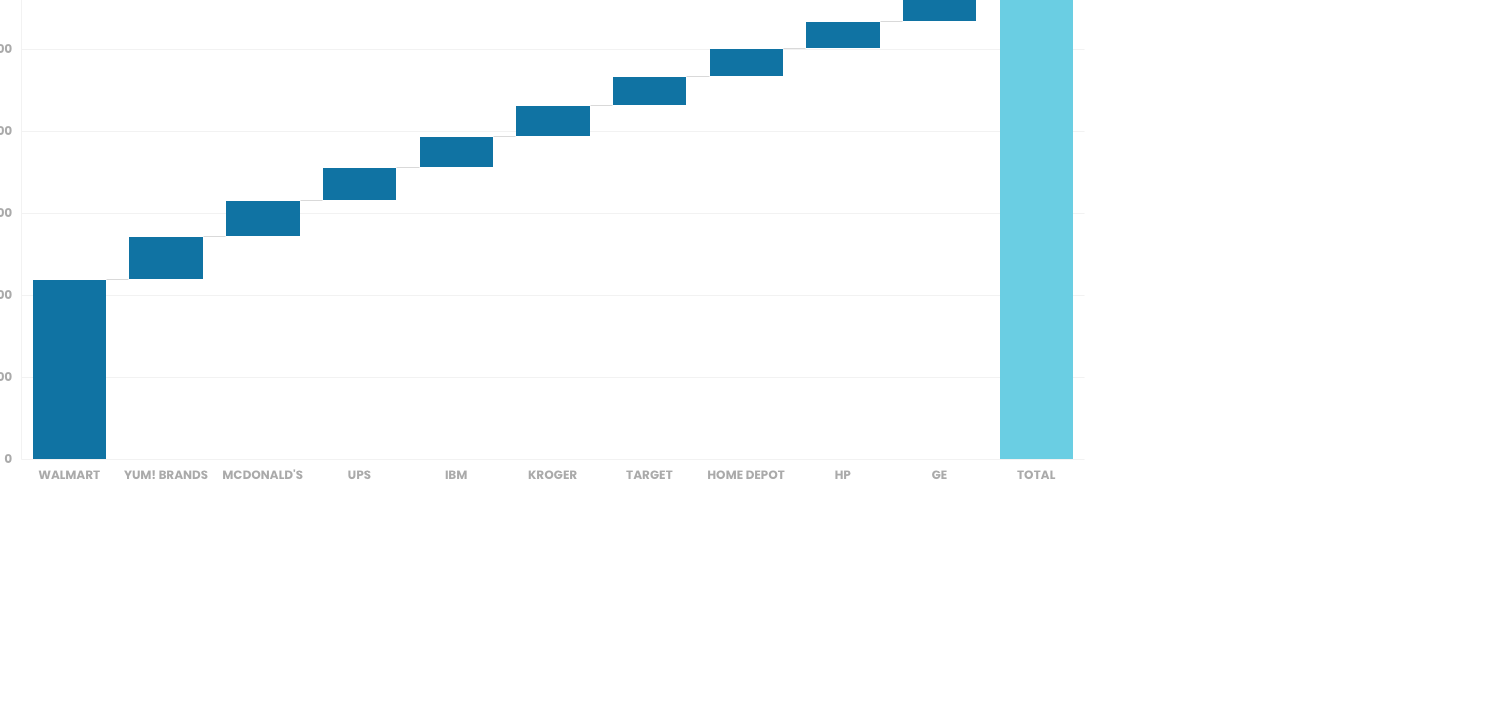 0
WALMART YUM! BRANDS MCDONALD'S UPS IBM KROGER TARGET HOME DEPOT HP GE TOTAL